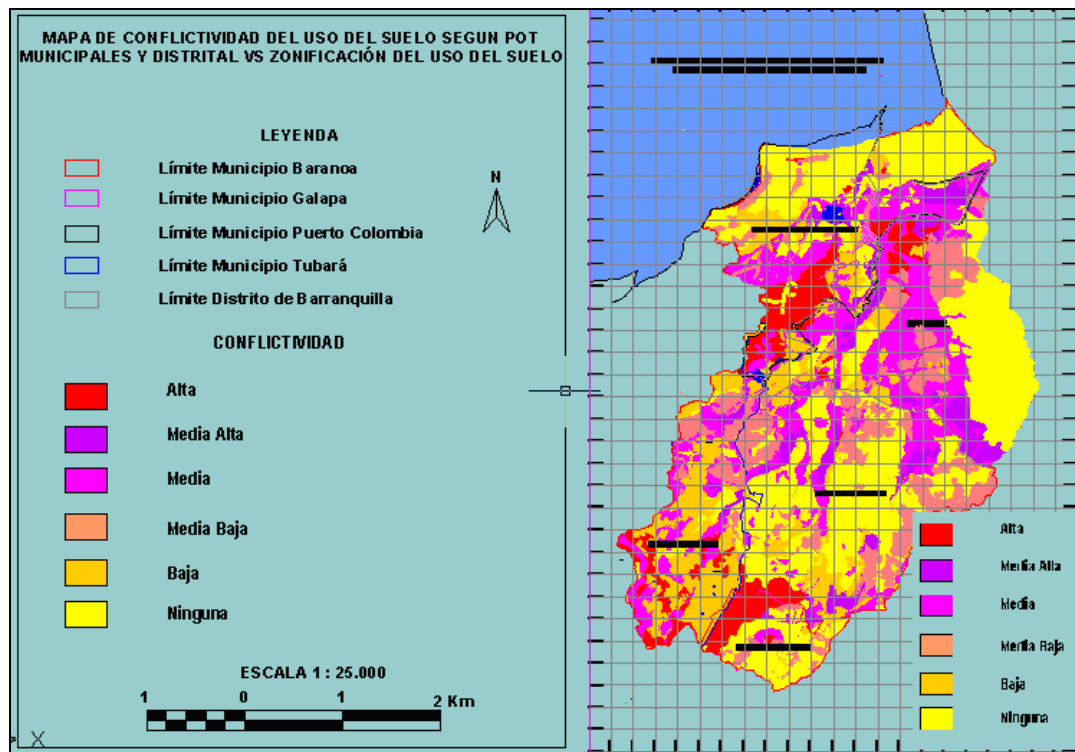 MAPA DE CONFLICTIVIDAD DEL USO DEL SUELO SEGUN POT
MUNICIPALES Y DISTRITAL VS ZONIFICACIÓN DEL USO DEL SUELO
LEYENDA
Límite Municipio Baranoa
Límite Municipio Galapa
Límite Municipio Puerto Colombia
Límite Municipio Tubará
Límite Distrito de Barranquilla
N
CONFLICTIVIDAD
Alta
Media Alta
Media
Media Baja
Baja
Ninguna
ESCALA 1 : 25.000
1 0 1 2 Km
X
Alta
Media Alta
Media
Media Baja
Baja
Ninguna